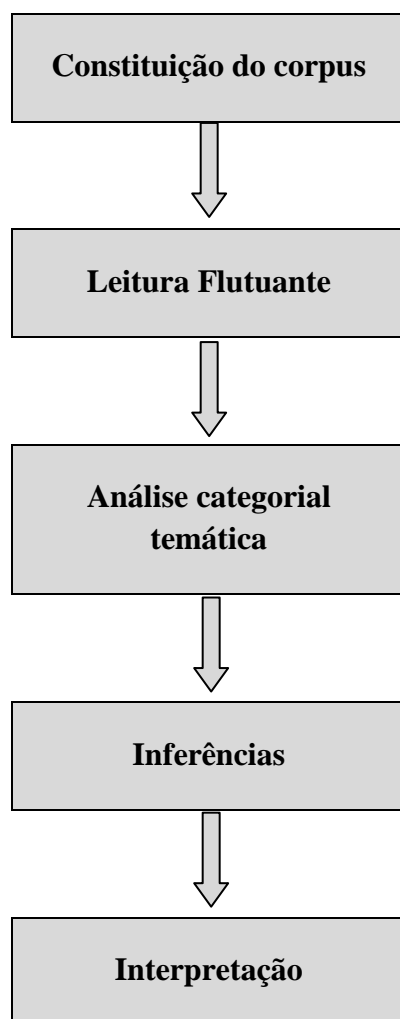 Constituição do corpus
Leitura Flutuante
Análise categorial
temática
Inferências
Interpretação